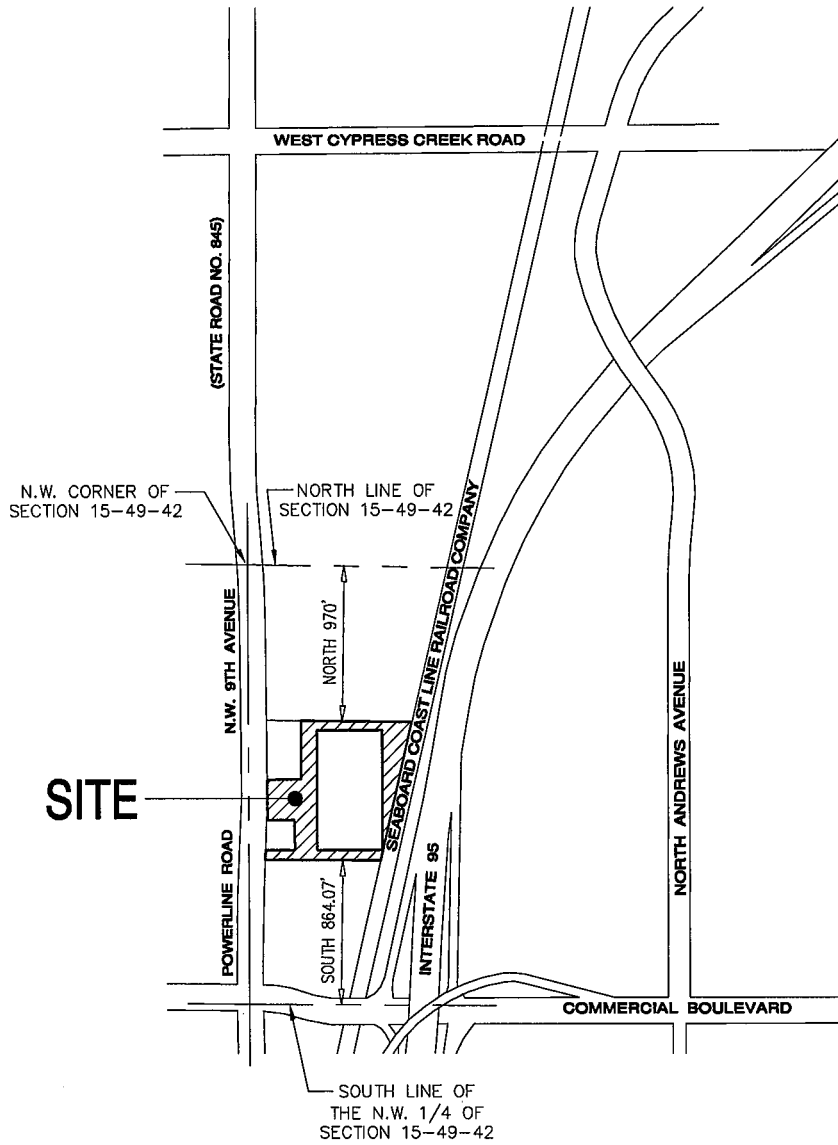 WEST CYPRESS CREEK ROAD
(STATE ROAD NO. 845)
N.W. CORNER OF
SECTION 15-49-42
NORTH LINE OF
SECTION 15-49-42
N.W. 9TH AVENUE
NORTH 970'
SEABOARD COAST LINE RAILROAD COMPANY
SITE
POWERLINE ROAD
SOUTH 864.07'
INTERSTATE 95
NORTH ANDREWS AVENUE
COMMERCIAL BOULEVARD
SOUTH LINE OF
THE N.W. 1/4 OF
SECTION 15-49-42